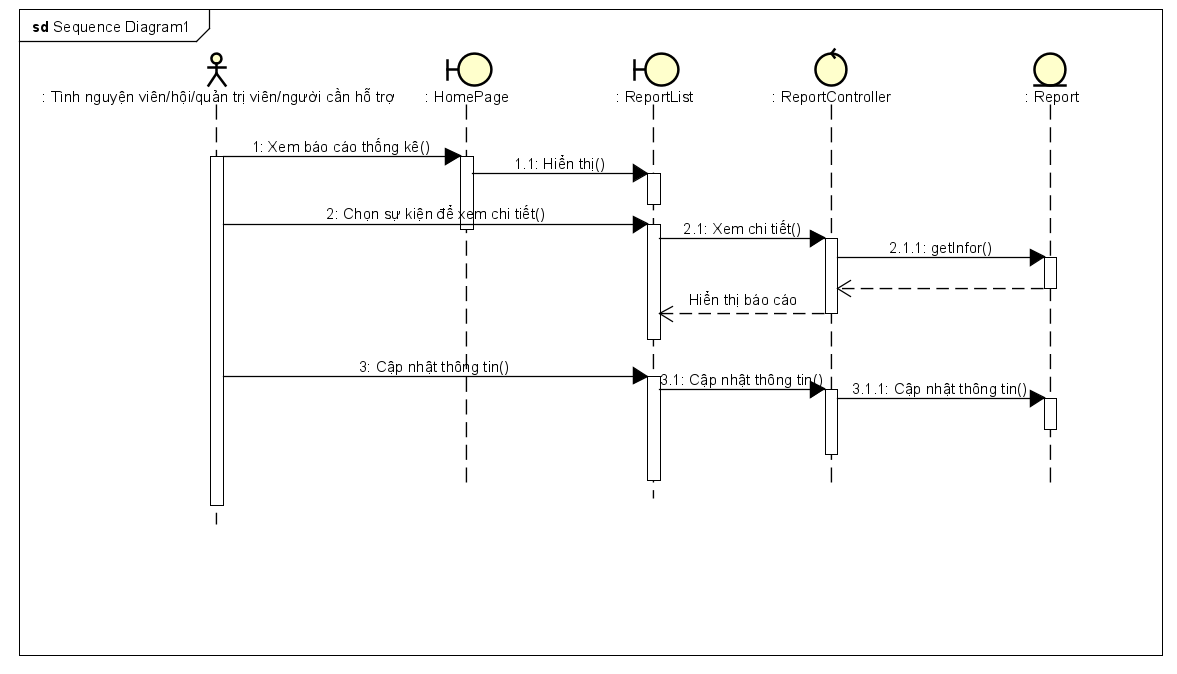 sd Sequence Diagram1
: Tình nguyện viên/hội/quản trị viên/người cần hỗ trợ
: HomePage
: ReportList
: ReportController
: Report
1: Xem báo cáo thống kê()
1.1: Hiển thị()
2: Chọn sự kiện để xem chi tiết()
2.1: Xem chi tiết()
2.1.1: getInfor()
Hiển thị báo cáo
3: Cập nhật thông tin()
3.1: Cập nhật thông tin()
3.1.1: Cập nhật thông tin()